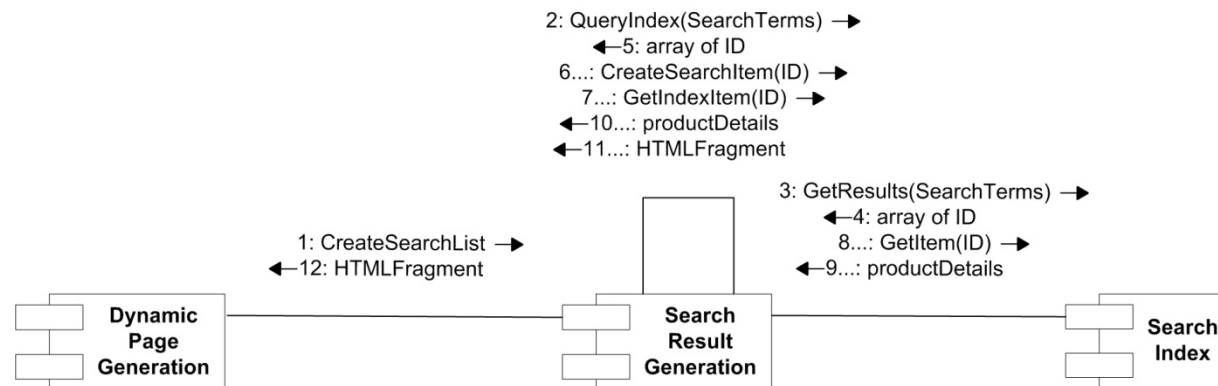 2: QueryIndex(SearchTerms)
5: array of ID
6...: CreateSearchItem(ID)
7...: GetIndexItem(ID)
10...: productDetails
11...: HTMLFragment
3: GetResults(SearchTerms)
4: array of ID
8...: GetItem(ID)
9...: productDetails
1: CreateSearchList
12: HTMLFragment
Dynamic
Page
Generation
Search
Result
Generation
Search
Index